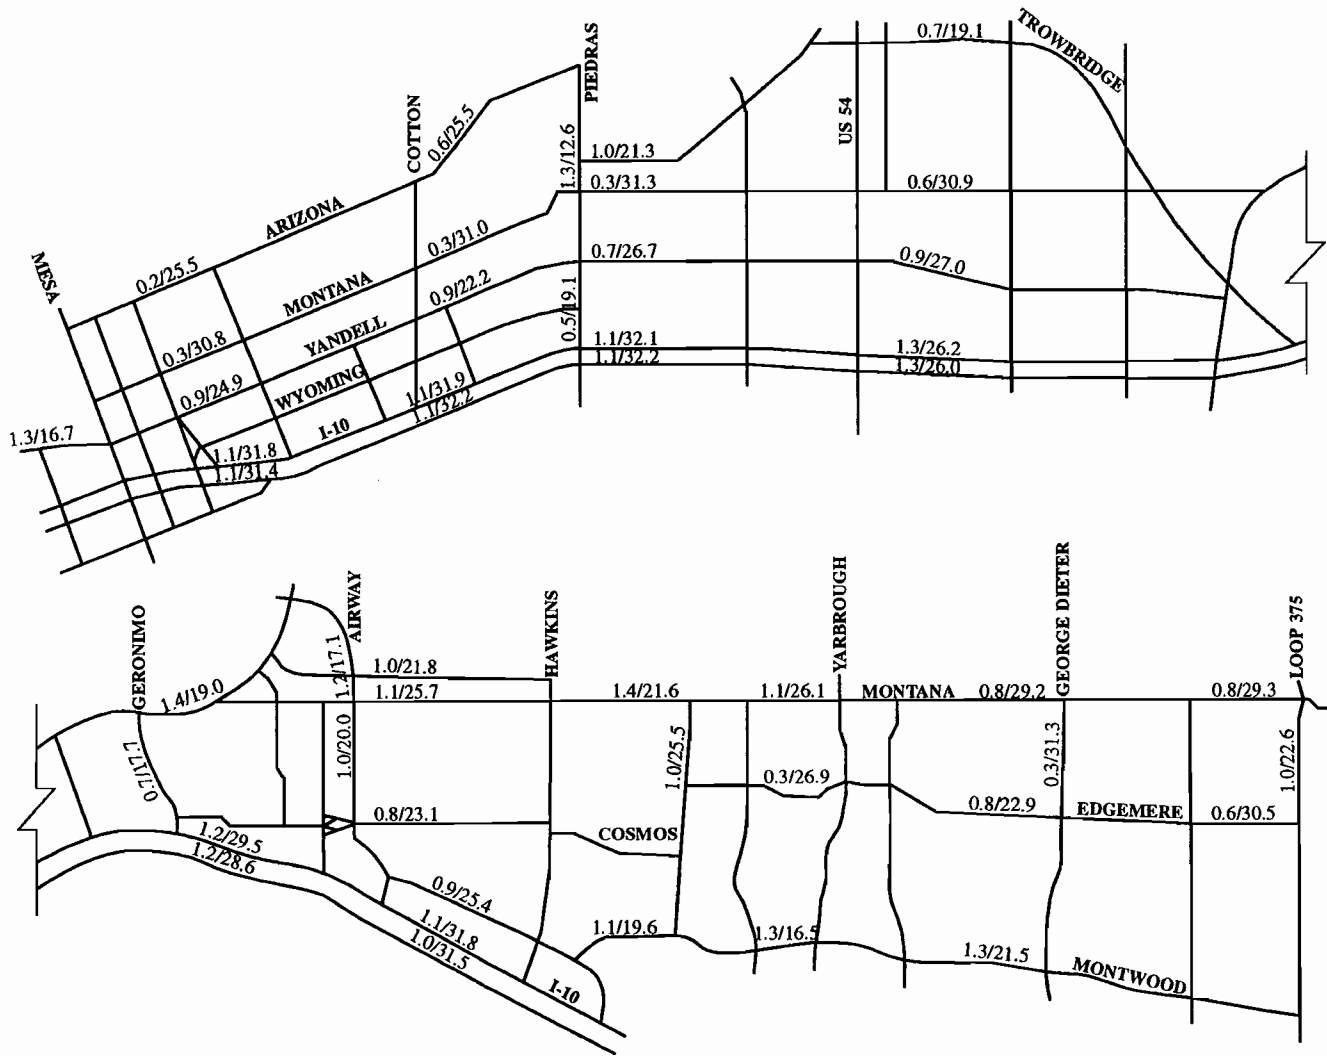 TROWBRIDGE
0.7/19.1
PIEDRAS
US 54
COTTON
0.6/25.5
1.3/12.6
1.0/21.3
0.3/31.3
0.6/30.9
ARIZONA
0.3/31.0
0.7/26.7
0.9/27.0
MESA
0.2/25.5
MONTANA
0.9/22.2
0.5/19.1
0.3/30.8
YANDELL
1.1/32.1
1.1/32.2
1.3/26.2
1.3/26.0
0.9/24.9
WYOMING
1.1/31.9
1.1/32.2
1.3/16.7
I-10
1.1/31.8
1.1/31.4
GERONIMO
AIRWAY
HAWKINS
YARBROUGH
GEORGE DIETER
LOOP 375
1.2/17.1
1.0/21.8
1.4/19.0
1.1/25.7
1.4/21.6
1.1/26.1
MONTANA
0.8/29.2
0.8/29.3
0.7/17.7
1.0/20.0
1.0/25.5
0.3/31.3
1.0/22.6
0.3/26.9
0.8/23.1
0.8/22.9
EDGEMERE
0.6/30.5
1.2/29.5
1.2/28.6
COSMOS
0.9/25.4
1.1/31.8
1.0/31.5
1.1/19.6
1.3/16.5
1.3/21.5
MONTWOOD
I-10